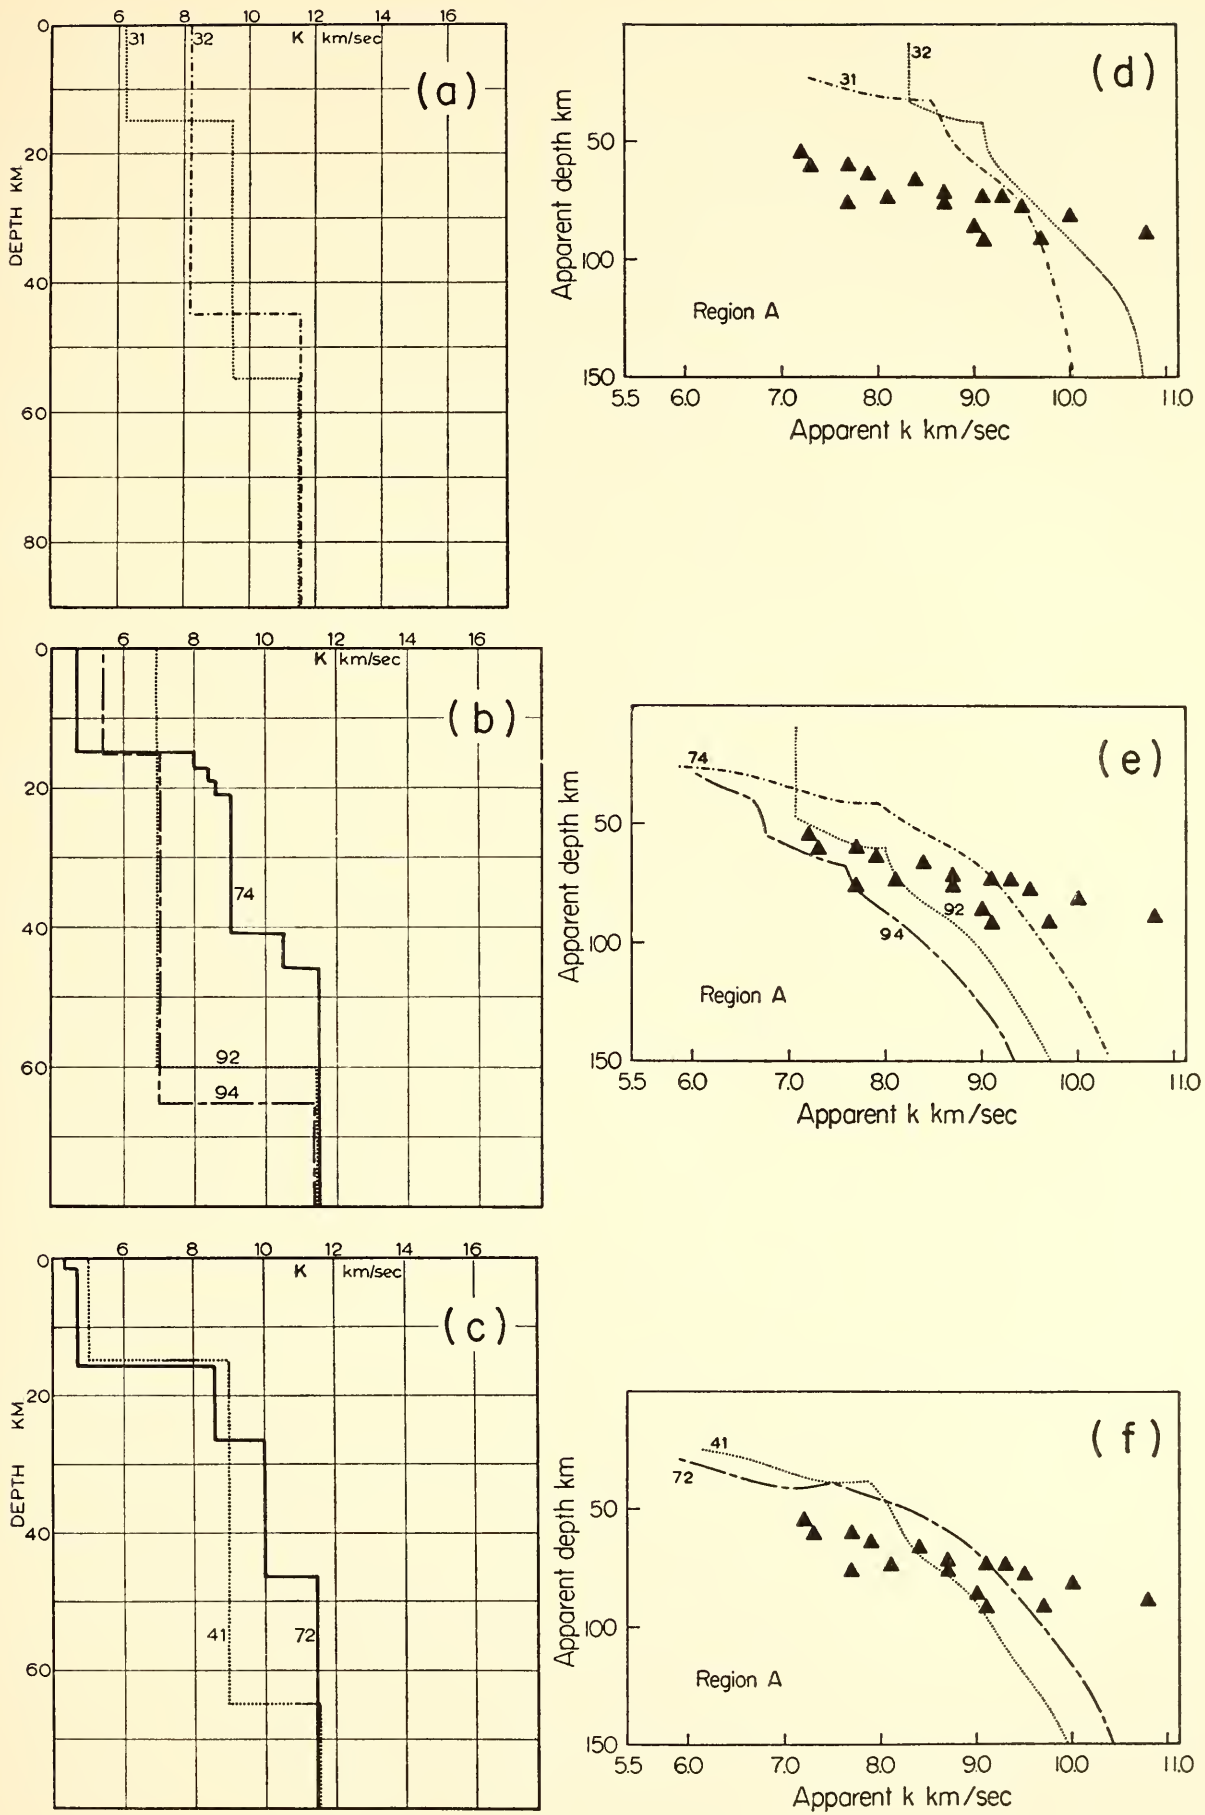 6 8 10 12 14 16
0
31 32 K km/sec
(a)
20
DEPTH KM
40
60
80
(d)
32
31
50
Apparent depth km
100
Region A
150
5.5 6.0 7.0 8.0 9.0 10.0 11.0
Apparent k km/sec
6 8 10 12 14 16
0
K km/sec
(b)
20
74
40
92
60
94
(e)
74
50
Apparent depth km
92
94
100
Region A
150
5.5 6.0 7.0 8.0 9.0 10.0 11.0
Apparent k km/sec
6 8 10 12 14 16
0
K km/sec
(c)
20
DEPTH KM
40
41 72
60
(f)
41
72
50
Apparent depth km
100
Region A
150
5.5 6.0 7.0 8.0 9.0 10.0 11.0
Apparent k km/sec